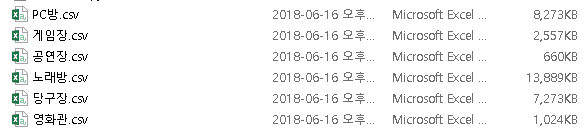 PC방.csv 2018-06-16 오후... Microsoft Excel ... 8,273KB
게임장.csv 2018-06-16 오후... Microsoft Excel ... 2,557KB
공연장.csv 2018-06-16 오후... Microsoft Excel ... 660KB
노래방.csv 2018-06-16 오후... Microsoft Excel ... 13,889KB
당구장.csv 2018-06-16 오후... Microsoft Excel ... 7,273KB
영화관.csv 2018-06-16 오후... Microsoft Excel ... 1,024KB